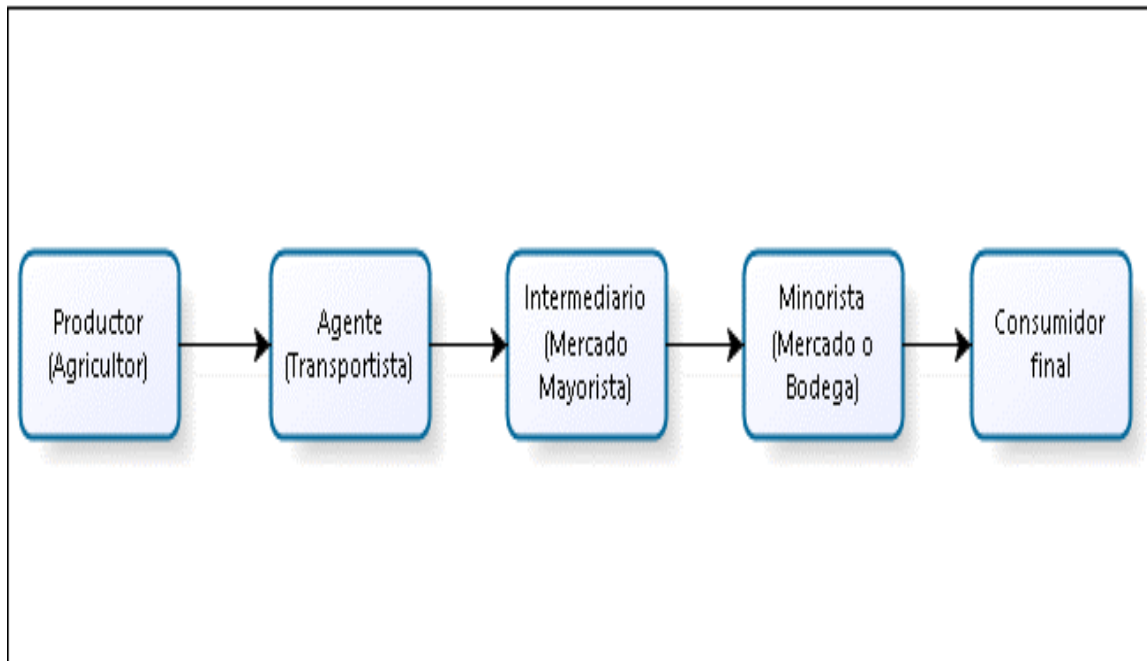 Productor
(Agricultor)
Agente
(Transportista)
Intermediario
(Mercado
Mayorista)
Minorista
(Mercado o
Bodega)
Consumidor
final